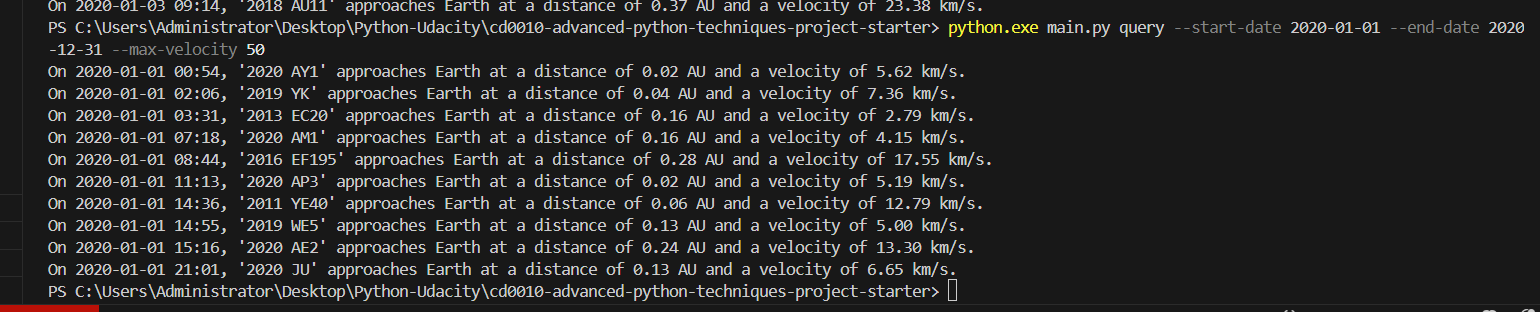 On 2020-01-03 09:14, '2018 AU11' approaches Earth at a distance of 0.37 AU and a velocity of 23.38 km/s.
PS C:\Users\Administrator\Desktop\Python-Udacity\cd0010-advanced-python-techniques-project-starter> python.exe main.py query --start-date 2020-01-01 --end-date 2020
-12-31 --max-velocity 50
On 2020-01-01 00:54, '2020 AY1' approaches Earth at a distance of 0.02 AU and a velocity of 5.62 km/s.
On 2020-01-01 02:06, '2019 YK' approaches Earth at a distance of 0.04 AU and a velocity of 7.36 km/s.
On 2020-01-01 03:31, '2013 EC20' approaches Earth at a distance of 0.16 AU and a velocity of 2.79 km/s.
On 2020-01-01 07:18, '2020 AM1' approaches Earth at a distance of 0.16 AU and a velocity of 4.15 km/s.
On 2020-01-01 08:44, '2016 EF195' approaches Earth at a distance of 0.28 AU and a velocity of 17.55 km/s.
On 2020-01-01 11:13, '2020 AP3' approaches Earth at a distance of 0.02 AU and a velocity of 5.19 km/s.
On 2020-01-01 14:36, '2011 YE40' approaches Earth at a distance of 0.06 AU and a velocity of 12.79 km/s.
On 2020-01-01 14:55, '2019 WE5' approaches Earth at a distance of 0.13 AU and a velocity of 5.00 km/s.
On 2020-01-01 15:16, '2020 AE2' approaches Earth at a distance of 0.24 AU and a velocity of 13.30 km/s.
On 2020-01-01 21:01, '2020 JU' approaches Earth at a distance of 0.13 AU and a velocity of 6.65 km/s.
PS C:\Users\Administrator\Desktop\Python-Udacity\cd0010-advanced-python-techniques-project-starter>